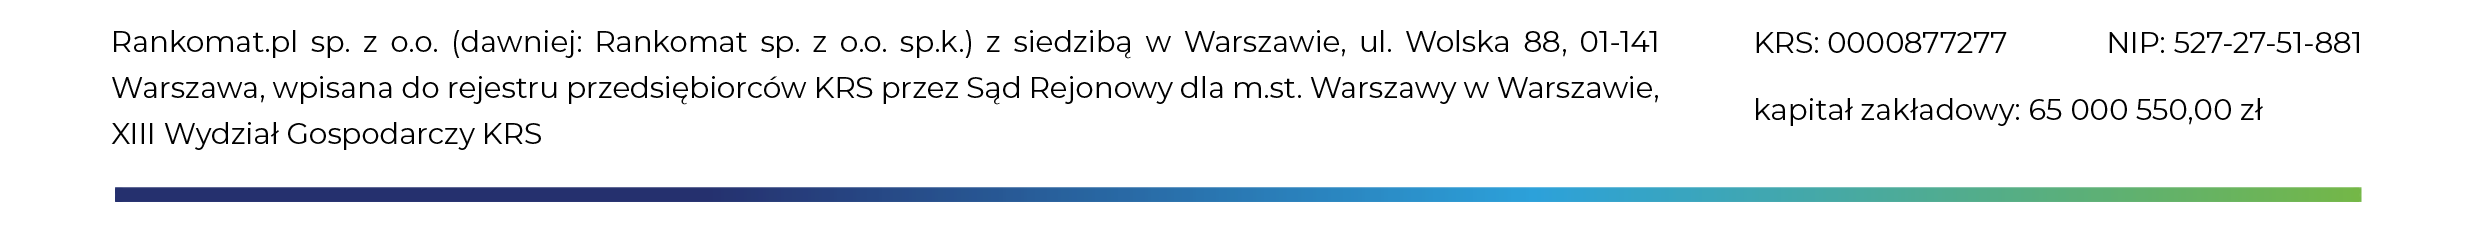 Rankomat.pl sp. z o.o. (dawniej: Rankomat sp. z o.o. sp.k.) z siedzibą w Warszawie, ul. Wolska 88, 01-141
Warszawa, wpisana do rejestru przedsiębiorców KRS przez Sąd Rejonowy dla m.st. Warszawy w Warszawie,
XIII Wydział Gospodarczy KRS
KRS: 0000877277 NIP: 527-27-51-881
kapitał zakładowy: 65 000 550,00 zł